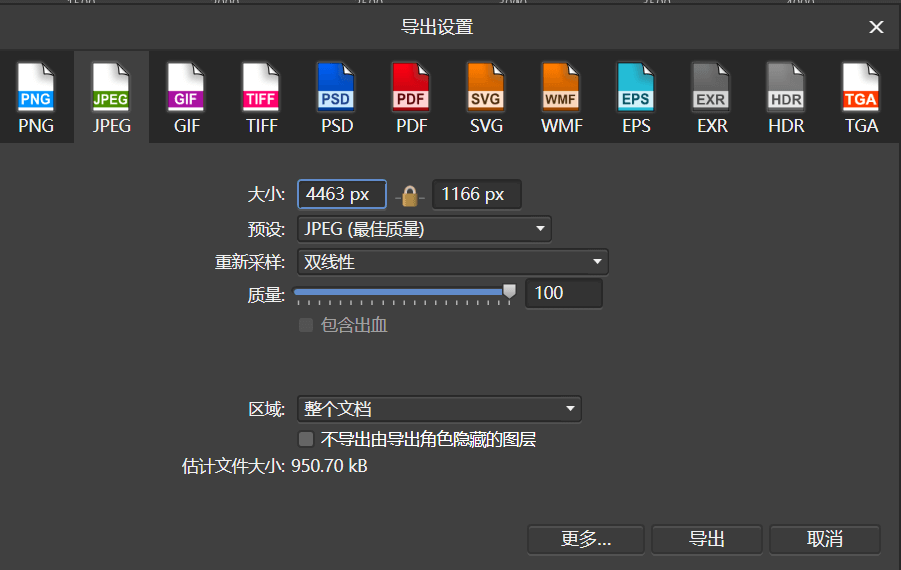 导出设置
PNG JPEG GIF TIFF PSD PDF SVG WMF EPS EXR HDR TGA
PNG JPEG GIF TIFF PSD PDF SVG WMF EPS EXR HDR TGA
大小: 4463 px 1166 px
预设: JPEG (最佳质量)
重新采样: 双线性
质量: 100
包含出血
区域: 整个文档
不导出由导出角色隐藏的图层
估计文件大小: 950.70 kB
更多... 导出 取消